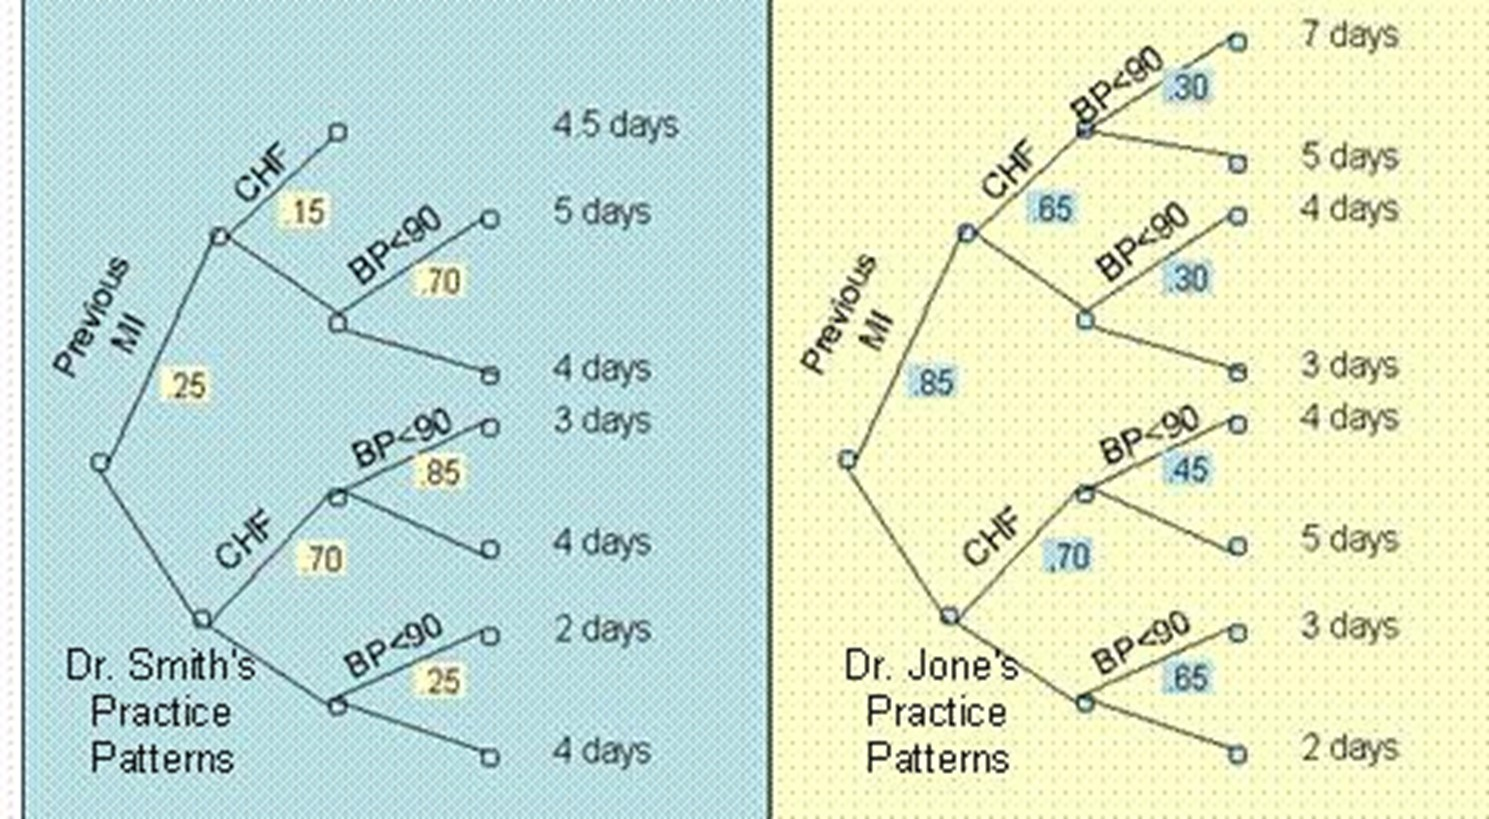 CHF
.15
4.5 days
BP<90
.70
5 days
Previous
MI
.25
4 days
BP<90
.85
3 days
CHF
.70
4 days
BP<90
.25
2 days
4 days
Dr. Smith's
Practice
Patterns
BP<90
.30
7 days
CHF
.65
5 days
BP<90
.30
4 days
Previous
MI
.85
3 days
BP<90
.45
4 days
CHF
.70
5 days
BP<90
.65
3 days
2 days
Dr. Jone's
Practice
Patterns